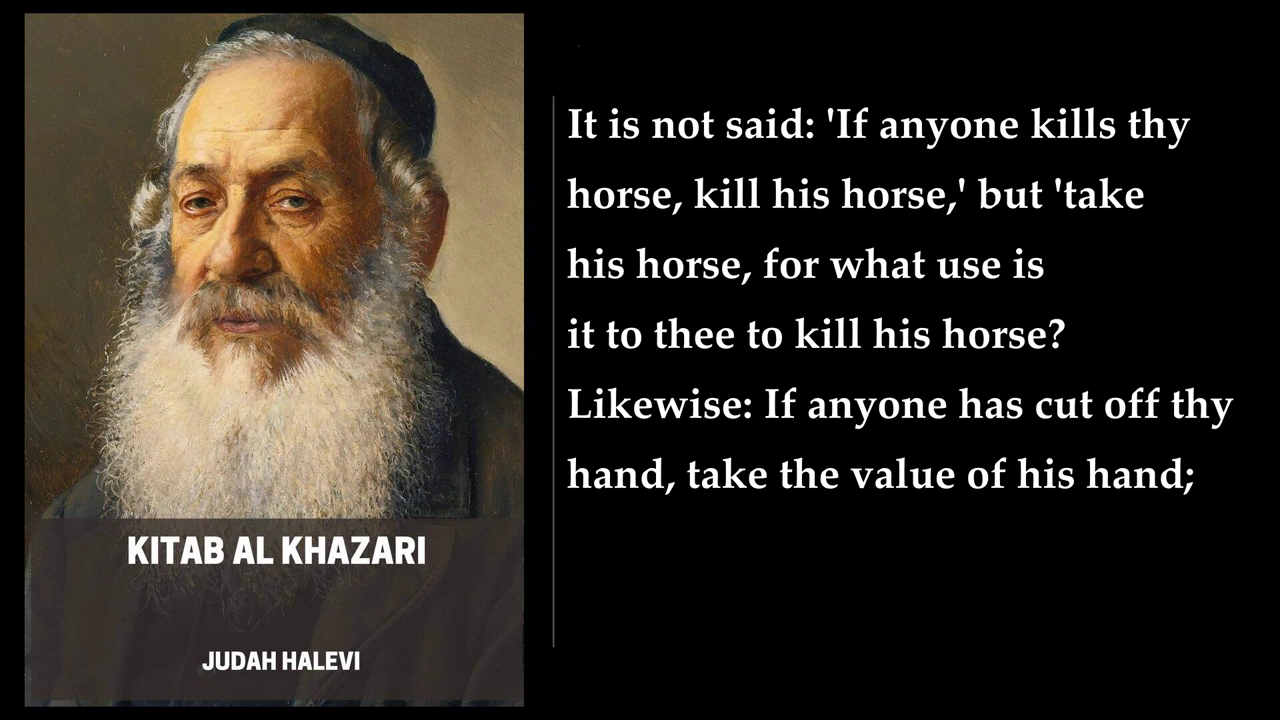 KITAB AL KHAZARI
JUDAH HALEVI
It is not said: 'If anyone kills thy
horse, kill his horse,' but 'take
his horse, for what use is
it to thee to kill his horse?
Likewise: If anyone has cut off thy
hand, take the value of his hand;